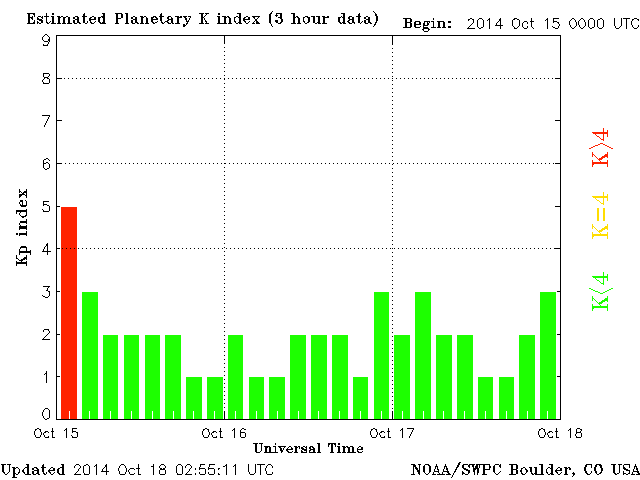 Estimated Planetary K index (3 hour data)
Begin: 2014 Oct 15 0000 UTC
9
8
7
6
5
4
3
2
1
0
Kp index
K>4
K=4
K<4
Oct 15 Oct 16 Oct 17 Oct 18
Universal Time
Updated 2014 Oct 18 02:55:11 UTC
NOAA/SWPC Boulder, CO USA